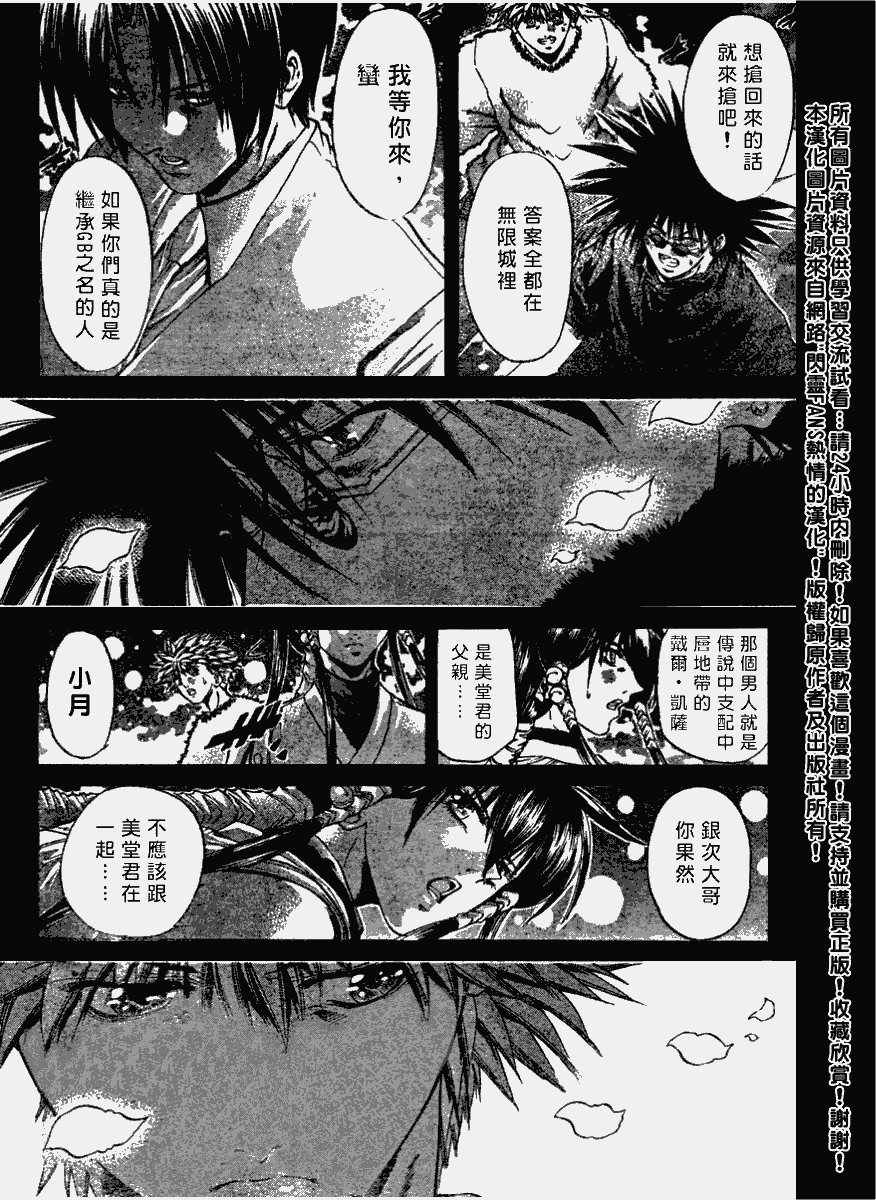 想搶回來的話
就來搶吧！
答案全都在
無限城裡
我等你來，
蠻
如果你們真的是
繼承GB之名的人
那個男人就是
傳說中支配中
層地帶的
戴爾・凱薩
是美堂君的
父親……
小月
銀次大哥
你果然
不應該跟
美堂君在
一起……
所有圖片資料只供學習交流試看…請24小時內刪除！如果喜歡這個漫畫！請支持並購買正版！收藏欣賞！謝謝！
本漢化圖片資源來自網路"閃靈FANS熱情的漢化"！版權歸原作者及出版社所有！